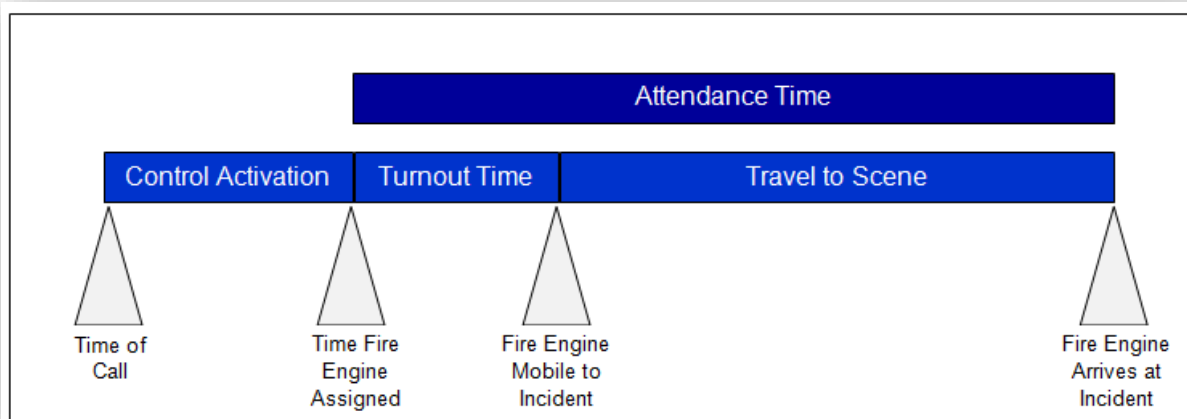 Attendance Time
Control Activation
Turnout Time
Travel to Scene
Time of
Call
Time Fire
Engine
Assigned
Fire Engine
Mobile to
Incident
Fire Engine
Arrives at
Incident